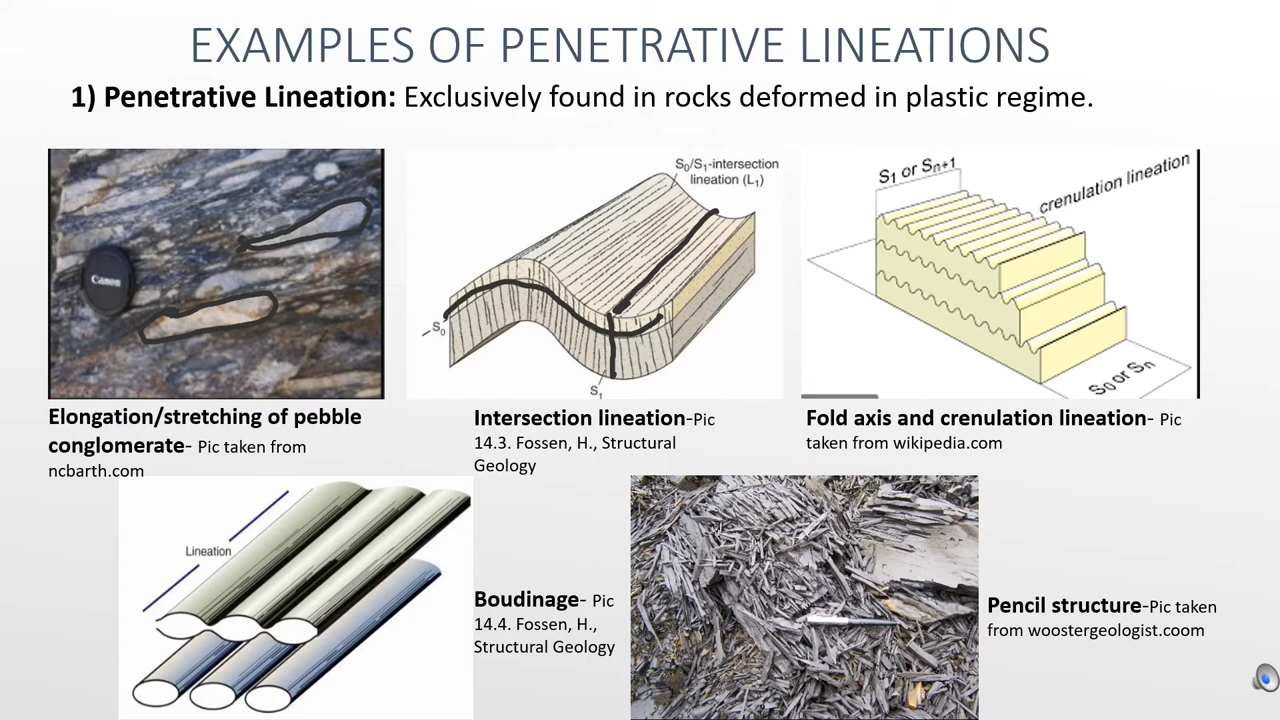 EXAMPLES OF PENETRATIVE LINEATIONS
1) Penetrative Lineation: Exclusively found in rocks deformed in plastic regime.
Canon
S0/S1-intersection
lineation (L1)
S0
S1
S1 or Sn+1
crenulation lineation
S0 or Sn
Elongation/stretching of pebble
conglomerate- Pic taken from
ncbarth.com
Intersection lineation-Pic
14.3. Fossen, H., Structural
Geology
Fold axis and crenulation lineation- Pic
taken from wikipedia.com
Lineation
Boudinage- Pic
14.4. Fossen, H.,
Structural Geology
Pencil structure-Pic taken
from woostergeologist.coom